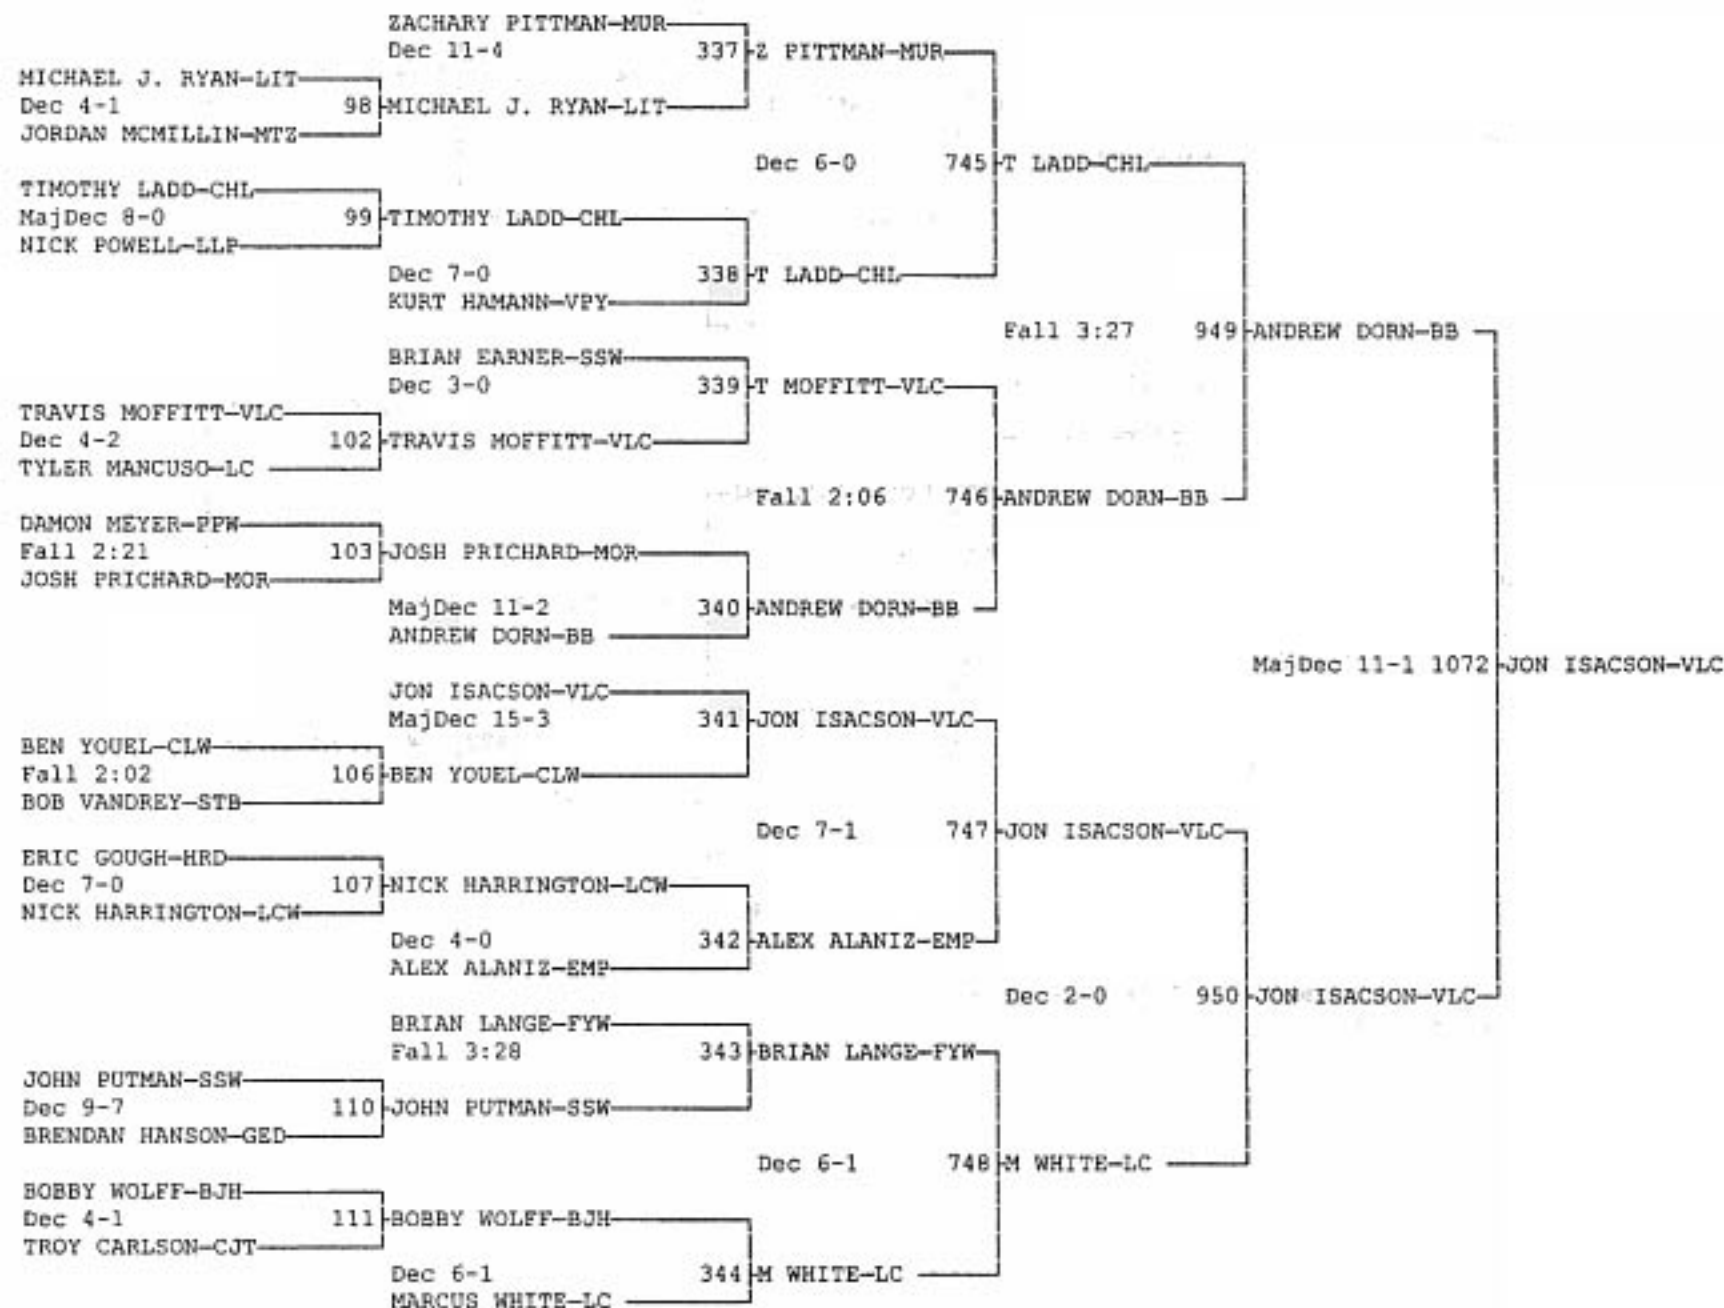 ZACHARY PITTMAN-MUR
Dec 11-4 337 Z PITTMAN-MUR
MICHAEL J. RYAN-LIT
Dec 4-1 98 MICHAEL J. RYAN-LIT
JORDAN MCMILLIN-MTZ
Dec 6-0 745 T LADD-CHL
TIMOTHY LADD-CHL
MajDec 8-0 99 TIMOTHY LADD-CHL
NICK POWELL-LLP
Dec 7-0 338 T LADD-CHL
KURT HAMANN-VPY
Fall 3:27 949 ANDREW DORN-BB
BRIAN EARNER-SSW
Dec 3-0 339 T MOFFITT-VLC
TRAVIS MOFFITT-VLC
Dec 4-2 102 TRAVIS MOFFITT-VLC
TYLER MANCUSO-LC
Fall 2:06 746 ANDREW DORN-BB
DAMON MEYER-PPW
Fall 2:21 103 JOSH PRICHARD-MOR
JOSH PRICHARD-MOR
MajDec 11-2 340 ANDREW DORN-BB
ANDREW DORN-BB
MajDec 11-1 1072 JON ISACSON-VLC
JON ISACSON-VLC
MajDec 15-3 341 JON ISACSON-VLC
BEN YOUEL-CLW
Fall 2:02 106 BEN YOUEL-CLW
BOB VANDREY-STB
Dec 7-1 747 JON ISACSON-VLC
ERIC GOUGH-HRD
Dec 7-0 107 NICK HARRINGTON-LCW
NICK HARRINGTON-LCW
Dec 4-0 342 ALEX ALANIZ-EMP
ALEX ALANIZ-EMP
Dec 2-0 950 JON ISACSON-VLC
BRIAN LANGE-FYW
Fall 3:28 343 BRIAN LANGE-FYW
JOHN PUTMAN-SSW
Dec 9-7 110 JOHN PUTMAN-SSW
BRENDAN HANSON-GED
Dec 6-1 748 M WHITE-LC
BOBBY WOLFF-BJH
Dec 4-1 111 BOBBY WOLFF-BJH
TROY CARLSON-CJT
Dec 6-1 344 M WHITE-LC
MARCUS WHITE-LC